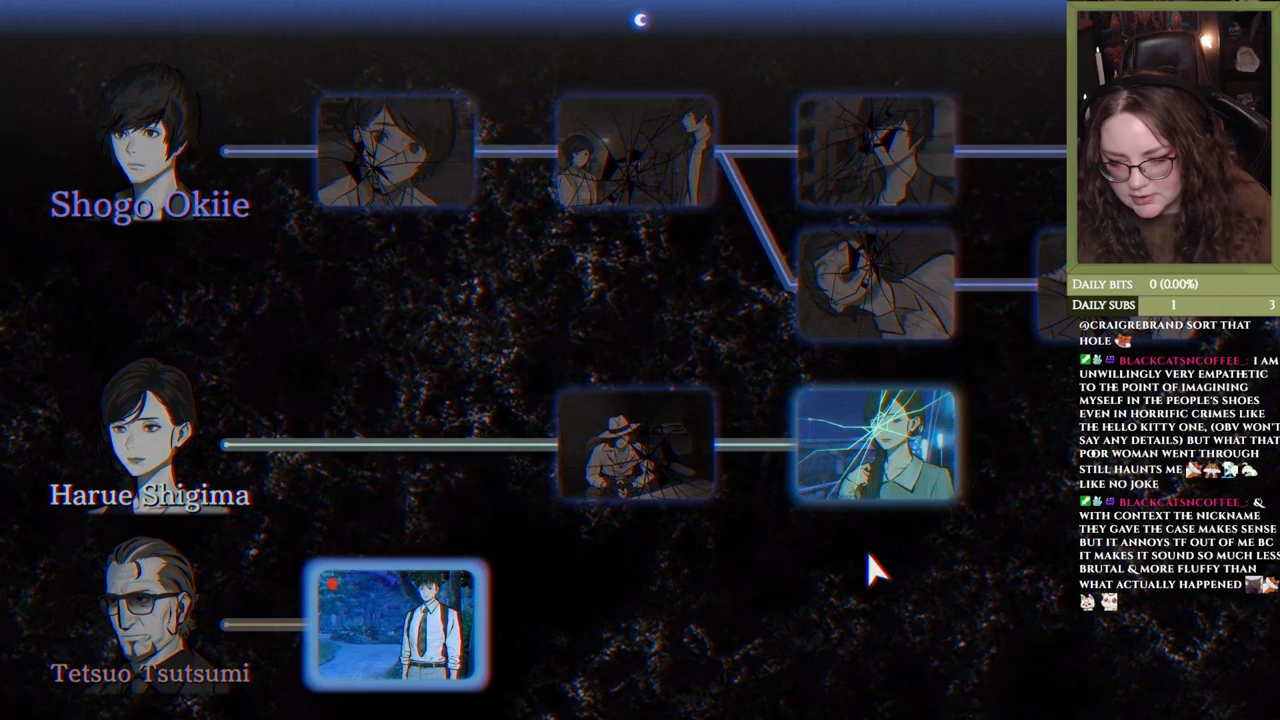 Shogo Okiie
Harue Shigima
Tetsuo Tsutsumi
DAILY BITS 0 (0.00%)
DAILY SUBS 1 3
@CRAIGREBRAND SORT THAT
HOLE
BLACKCATSNCOFFEE_: I AM
UNWILLINGLY VERY EMPATHETIC
TO THE POINT OF IMAGINING
MYSELF IN THE PEOPLE'S SHOES
EVEN IN HORRIFIC CRIMES LIKE
THE HELLO KITTY ONE, (OBV WON'T
SAY ANY DETAILS) BUT WHAT THAT
POOR WOMAN WENT THROUGH
STILL HAUNTS ME
LIKE NO JOKE
BLACKCATSNCOFFEE_: &
WITH CONTEXT THE NICKNAME
THEY GAVE THE CASE MAKES SENSE
BUT IT ANNOYS TF OUT OF ME BC
IT MAKES IT SOUND SO MUCH LESS
BRUTAL & MORE FLUFFY THAN
WHAT ACTUALLY HAPPENED